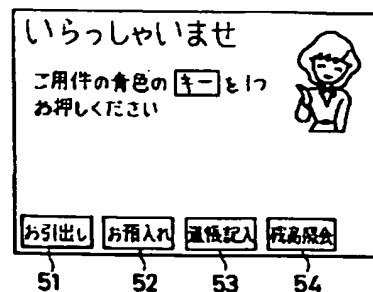 いらっしゃいませ
ご用件の青色のキーを1つ
お押しください
お引出し お預入れ 通帳記入 残高照会
51 52 53 54